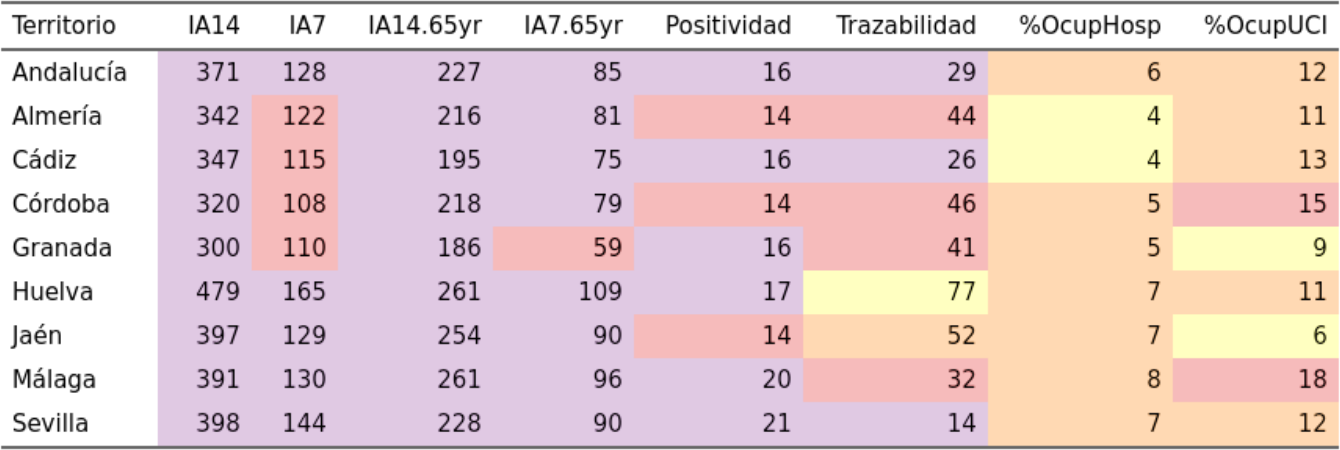 Territorio IA14 IA7 IA14.65yr IA7.65yr Positividad Trazabilidad %OcupHosp %OcupUCI
Andalucía 371 128 227 85 16 29 6 12
Almería 342 122 216 81 14 44 4 11
Cádiz 347 115 195 75 16 26 4 13
Córdoba 320 108 218 79 14 46 5 15
Granada 300 110 186 59 16 41 5 9
Huelva 479 165 261 109 17 77 7 11
Jaén 397 129 254 90 14 52 7 6
Málaga 391 130 261 96 20 32 8 18
Sevilla 398 144 228 90 21 14 7 12